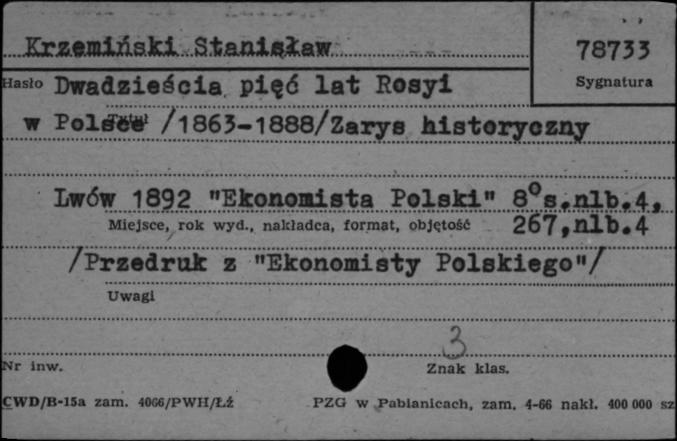 Krzemiński Stanisław
78733
Hasło
Sygnatura
Dwadzieścia pięć lat Rosyi
Tytuł
w Polsce /1863-1888/Zarys historyczny
Lwów 1892 "Ekonomista Polski" 8° s.nlb.4,
Miejsce, rok wyd., nakładca, format, objętość
267,nlb.4
/Przedruk z "Ekonomisty Polskiego"/
Uwagi
3
Nr inw.
Znak klas.
CWD/B-15a zam. 4066/PWH/Łź
PZG w Pabianicach, zam. 4-66 nakł. 400 000 sz